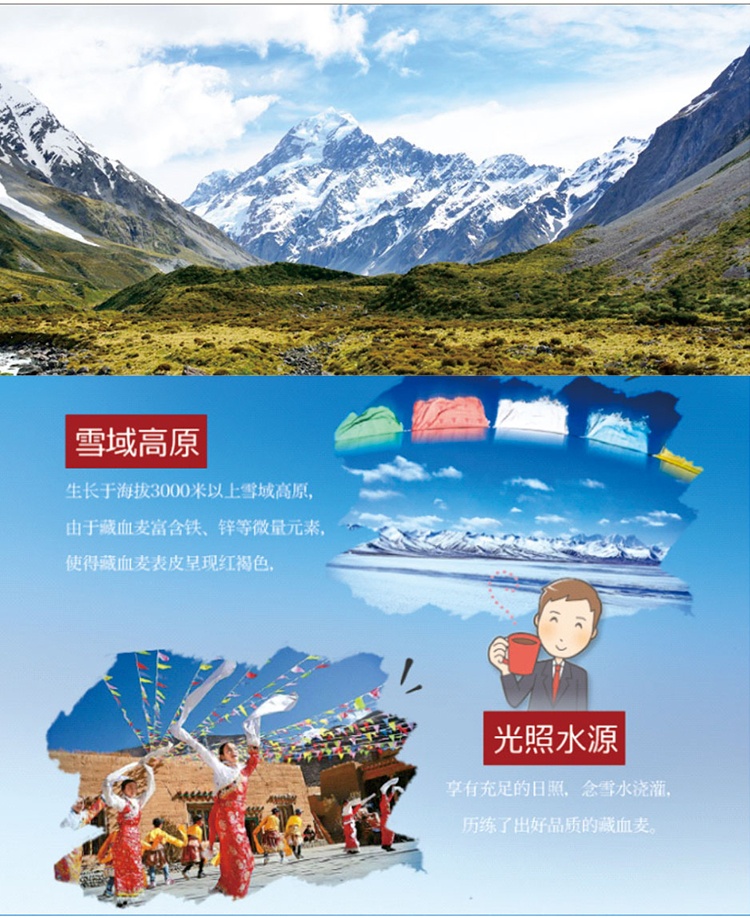 雪域高原
生长于海拔3000米以上雪域高原，
由于藏血麦富含铁、锌等微量元素，
使得藏血麦表皮呈现红褐色，
光照水源
享有充足的日照，念雪水浇灌，
历练了出好品质的藏血麦。